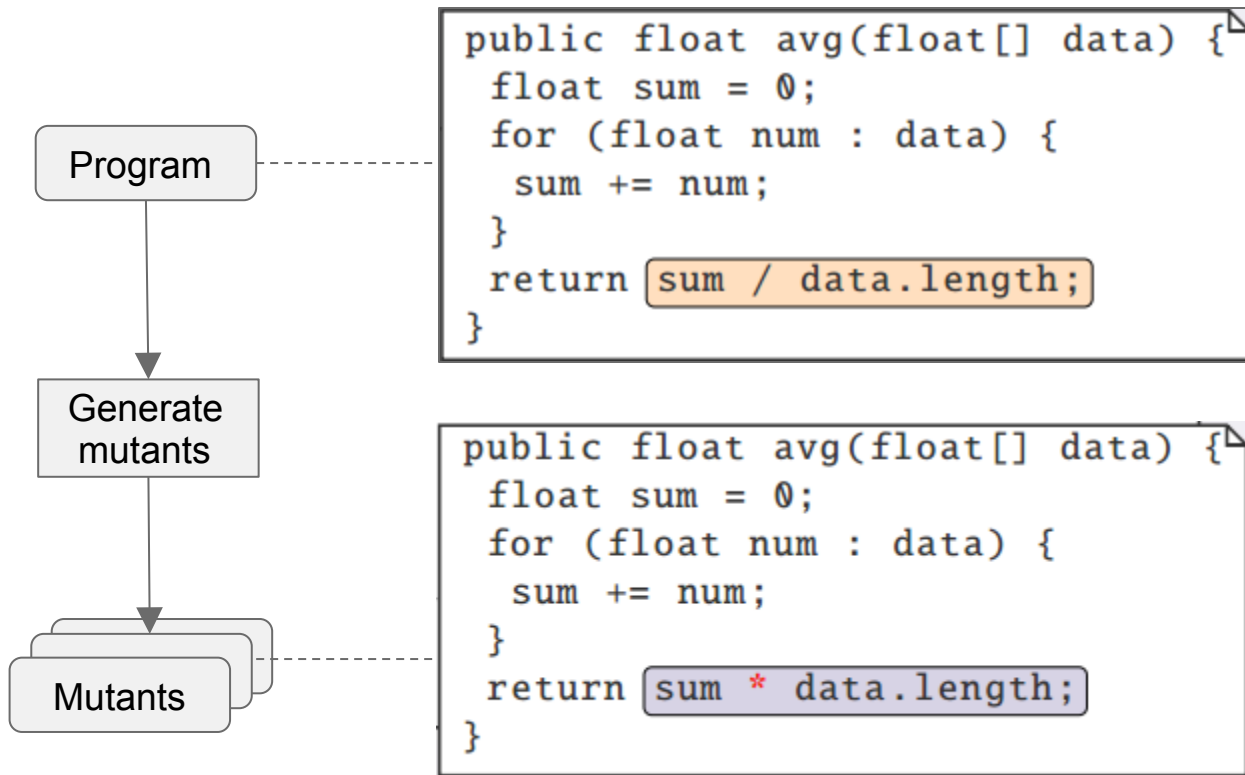 Program
public float avg(float[] data) {
float sum = 0;
for (float num : data) {
sum += num;
}
return sum / data.length;
}
Generate
mutants
Mutants
public float avg(float[] data) {
float sum = 0;
for (float num : data) {
sum += num;
}
return sum * data.length;
}